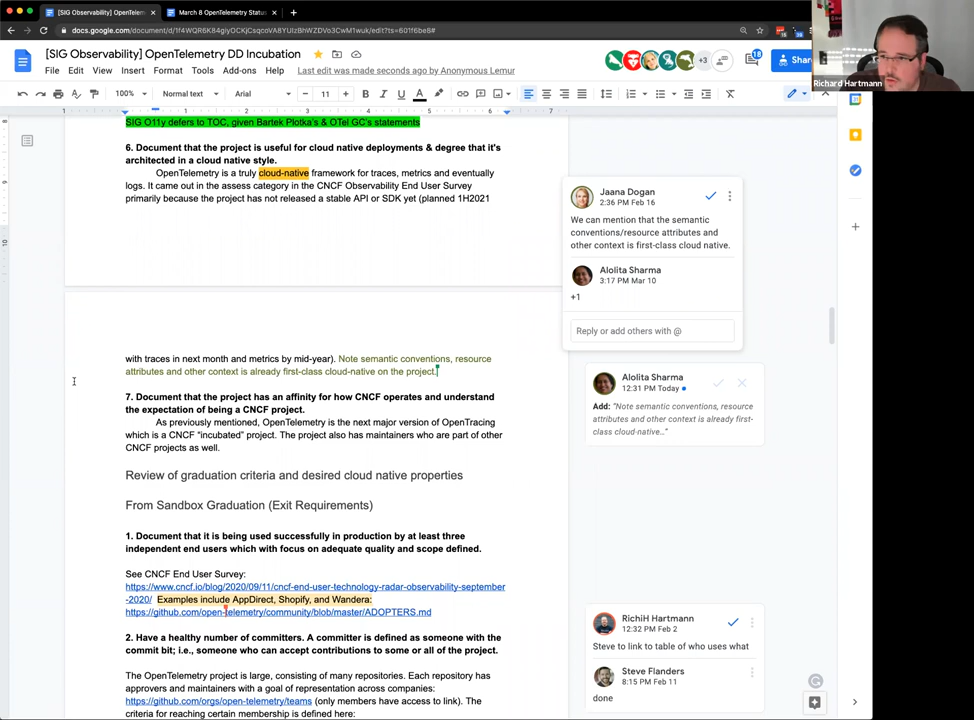 [SIG Observability] OpenTelem
March 8 OpenTelemetry Status
docs.google.com/document/d/1f4WQR6K84giyDCKjCsqcoVA8YUIzBhWZDVo3CwM1wuk/edit?ts=601f6be8#
[SIG Observability] OpenTelemetry DD Incubation
File Edit View Insert Format Tools Add-ons Help Last edit was made seconds ago by Anonymous Lemur
+3
18
Share
Richard Hartmann
100% Normal text Arial 11
1 2 3 4 5 6 7
SIG O11y defers to TOC, given Bartek Plotka's & OTel GC's statements
6. Document that the project is useful for cloud native deployments & degree that it's
architected in a cloud native style.
OpenTelemetry is a truly cloud-native framework for traces, metrics and eventually
logs. It came out in the assess category in the CNCF Observability End User Survey
primarily because the project has not released a stable API or SDK yet (planned 1H2021
with traces in next month and metrics by mid-year). Note semantic conventions, resource
attributes and other context is already first-class cloud-native on the project.
7. Document that the project has an affinity for how CNCF operates and understand
the expectation of being a CNCF project.
As previously mentioned, OpenTelemetry is the next major version of OpenTracing
which is a CNCF “incubated” project. The project also has maintainers who are part of other
CNCF projects as well.
Review of graduation criteria and desired cloud native properties
From Sandbox Graduation (Exit Requirements)
1. Document that it is being used successfully in production by at least three
independent end users which with focus on adequate quality and scope defined.
See CNCF End User Survey:
https://www.cncf.io/blog/2020/09/11/cncf-end-user-technology-radar-observability-september
-2020/ Examples include AppDirect, Shopify, and Wandera:
https://github.com/open-telemetry/community/blob/master/ADOPTERS.md
2. Have a healthy number of committers. A committer is defined as someone with the
commit bit; i.e., someone who can accept contributions to some or all of the project.
The OpenTelemetry project is large, consisting of many repositories. Each repository has
approvers and maintainers with a goal of representation across companies:
https://github.com/orgs/open-telemetry/teams (only members have access to link). The
criteria for reaching certain membership is defined here:
Jaana Dogan
2:36 PM Feb 16
We can mention that the semantic
conventions/resource attributes and
other context is first-class cloud native.
Alolita Sharma
3:17 PM Mar 10
+1
Reply or add others with @
Alolita Sharma
12:31 PM Today
Add: “Note semantic conventions, resource
attributes and other context is already first-
class cloud-native...”
RichiH Hartmann
12:32 PM Feb 2
Steve to link to table of who uses what
Steve Flanders
8:15 PM Feb 11
done